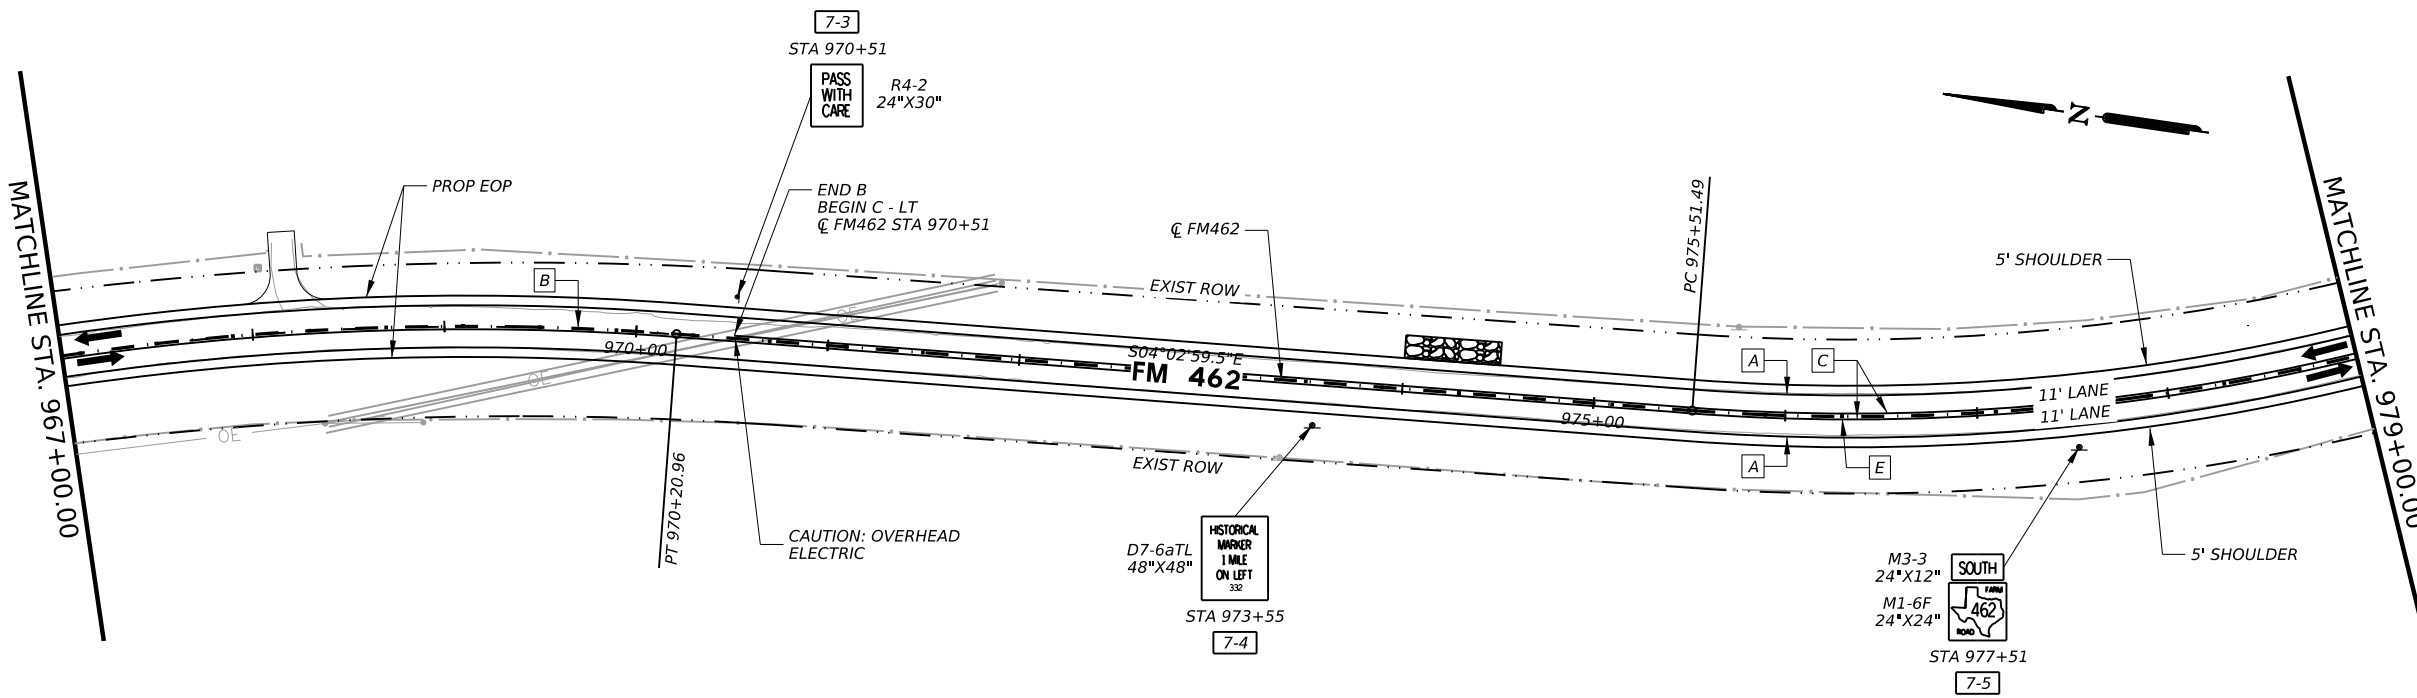 7-3
STA 970+51
PASS
WITH
CARE
R4-2
24"X30"
N
MATCHLINE STA. 967+00.00
PROP EOP
END B
BEGIN C - LT
℄ FM462 STA 970+51
℄ FM462
PC 975+51.49
5' SHOULDER
MATCHLINE STA. 979+00.00
B
EXIST ROW
OE
970+00
S04°02'59.5"E
FM 462
A
C
11' LANE
11' LANE
OE
975+00
OE
EXIST ROW
A
E
PT 970+20.96
CAUTION: OVERHEAD
ELECTRIC
D7-6aTL
48"X48"
HISTORICAL
MARKER
1 MILE
ON LEFT
332
STA 973+55
7-4
5' SHOULDER
M3-3
24"X12"
SOUTH
M1-6F
24"X24"
FARM
462
ROAD
STA 977+51
7-5